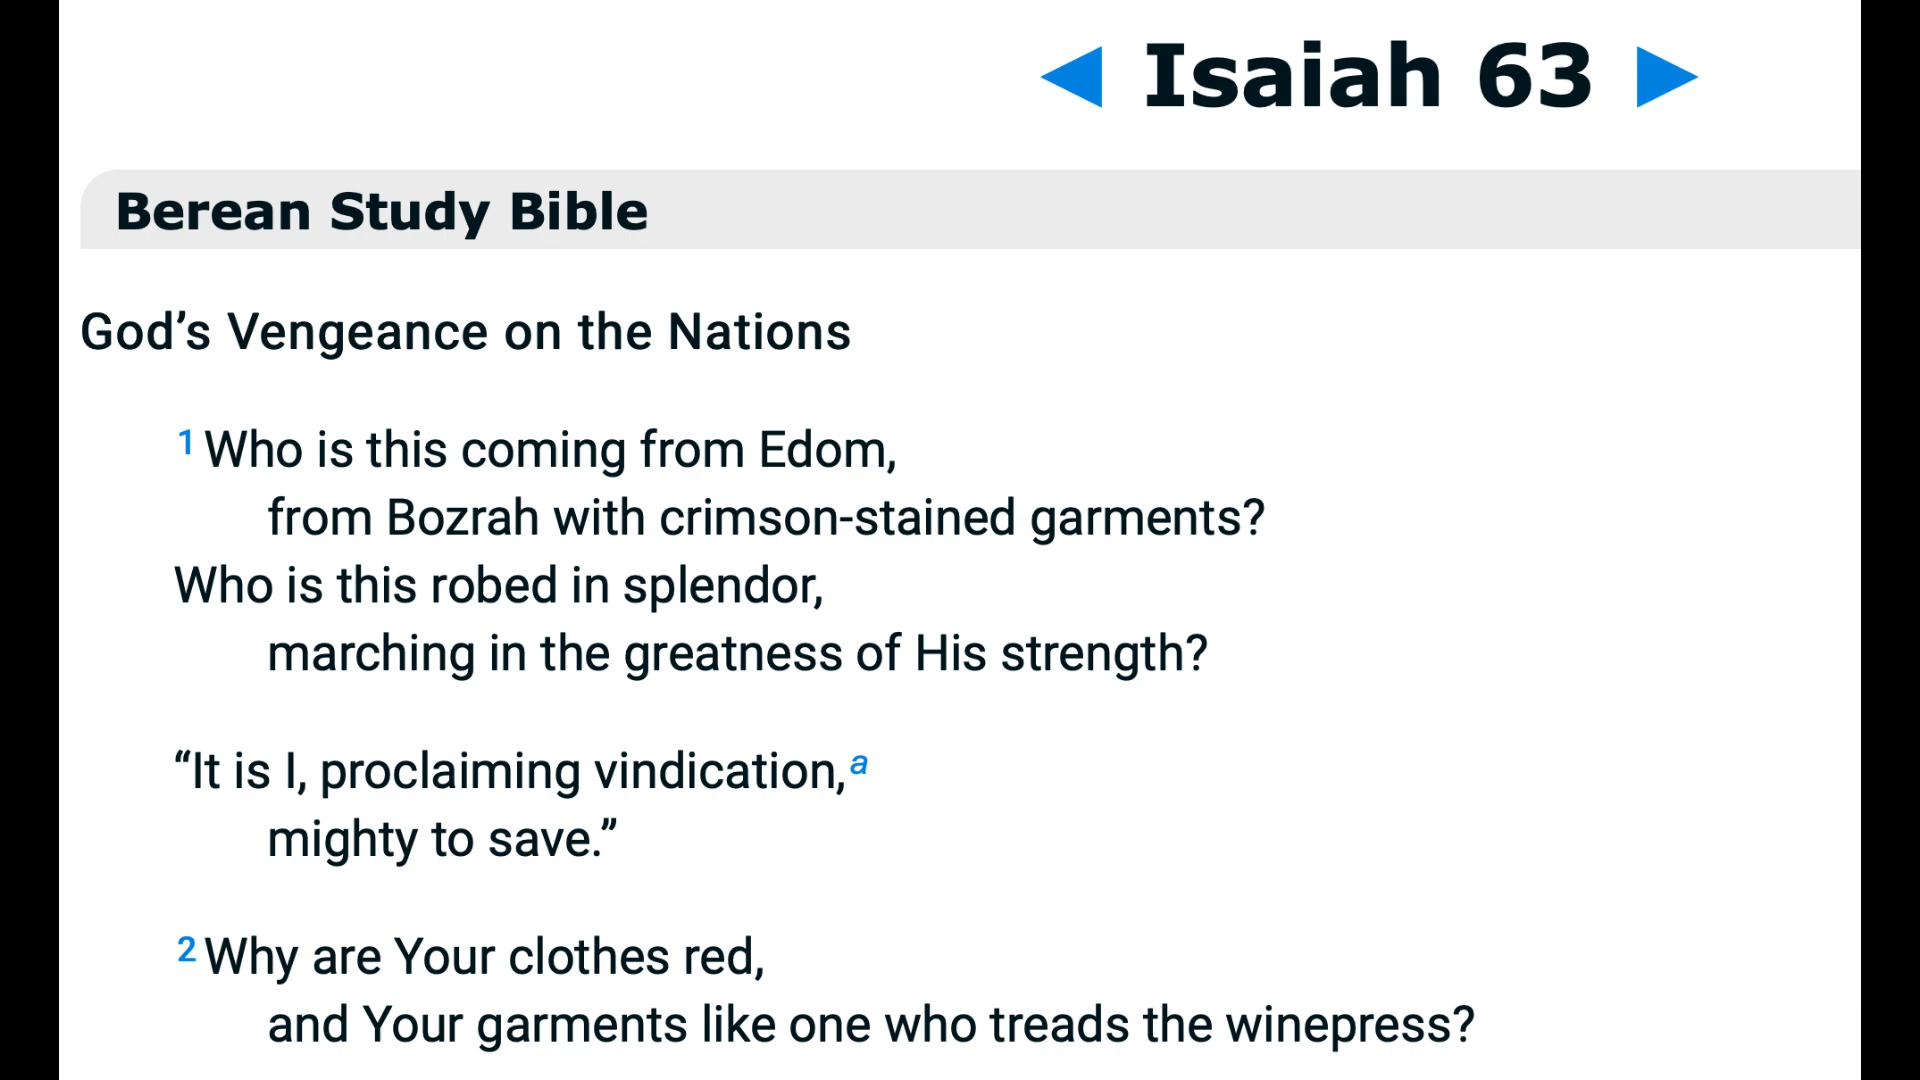 ◀ Isaiah 63 ▶
Berean Study Bible
God’s Vengeance on the Nations
1 Who is this coming from Edom,
from Bozrah with crimson-stained garments?
Who is this robed in splendor,
marching in the greatness of His strength?
“It is I, proclaiming vindication,a
mighty to save.”
2 Why are Your clothes red,
and Your garments like one who treads the winepress?